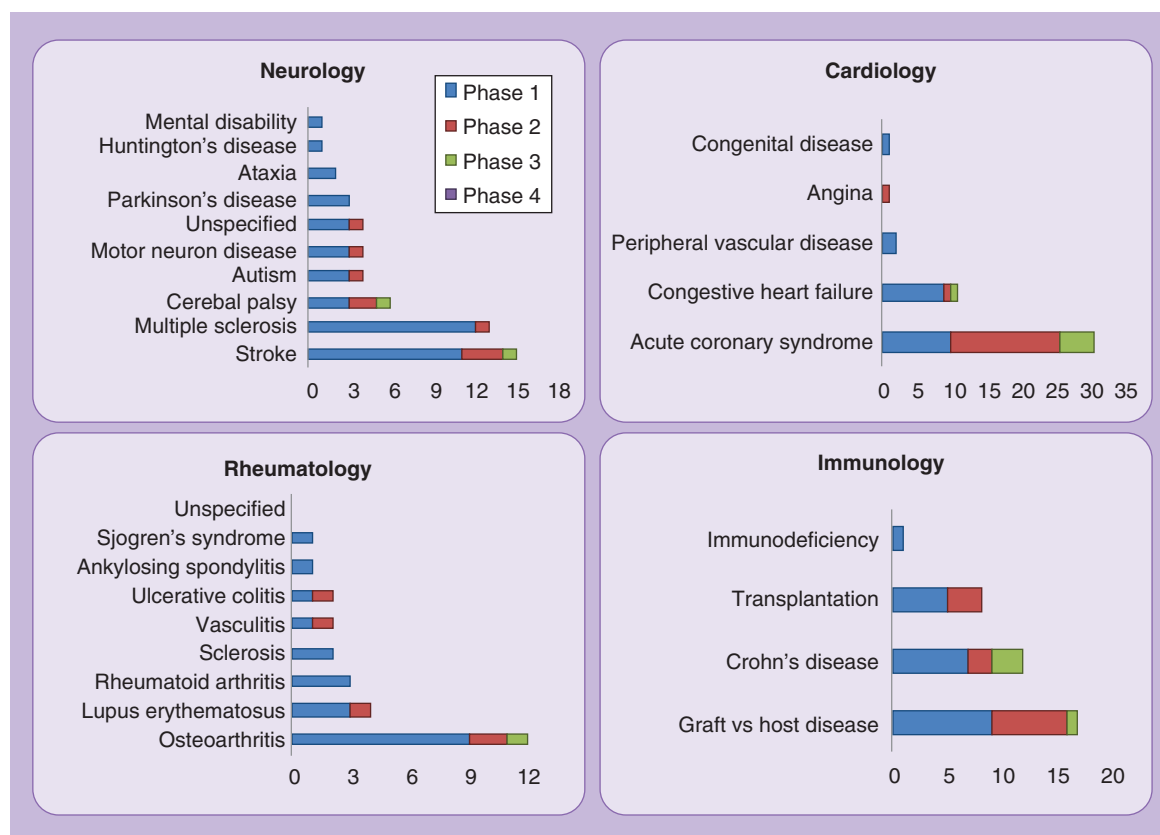 Neurology
Phase 1
Phase 2
Phase 3
Phase 4
Mental disability
Huntington's disease
Ataxia
Parkinson's disease
Unspecified
Motor neuron disease
Autism
Cerebal palsy
Multiple sclerosis
Stroke
0 3 6 9 12 15 18
Cardiology
Congenital disease
Angina
Peripheral vascular disease
Congestive heart failure
Acute coronary syndrome
0 5 10 15 20 25 30 35
Rheumatology
Unspecified
Sjogren's syndrome
Ankylosing spondylitis
Ulcerative colitis
Vasculitis
Sclerosis
Rheumatoid arthritis
Lupus erythematosus
Osteoarthritis
0 3 6 9 12
Immunology
Immunodeficiency
Transplantation
Crohn's disease
Graft vs host disease
0 5 10 15 20